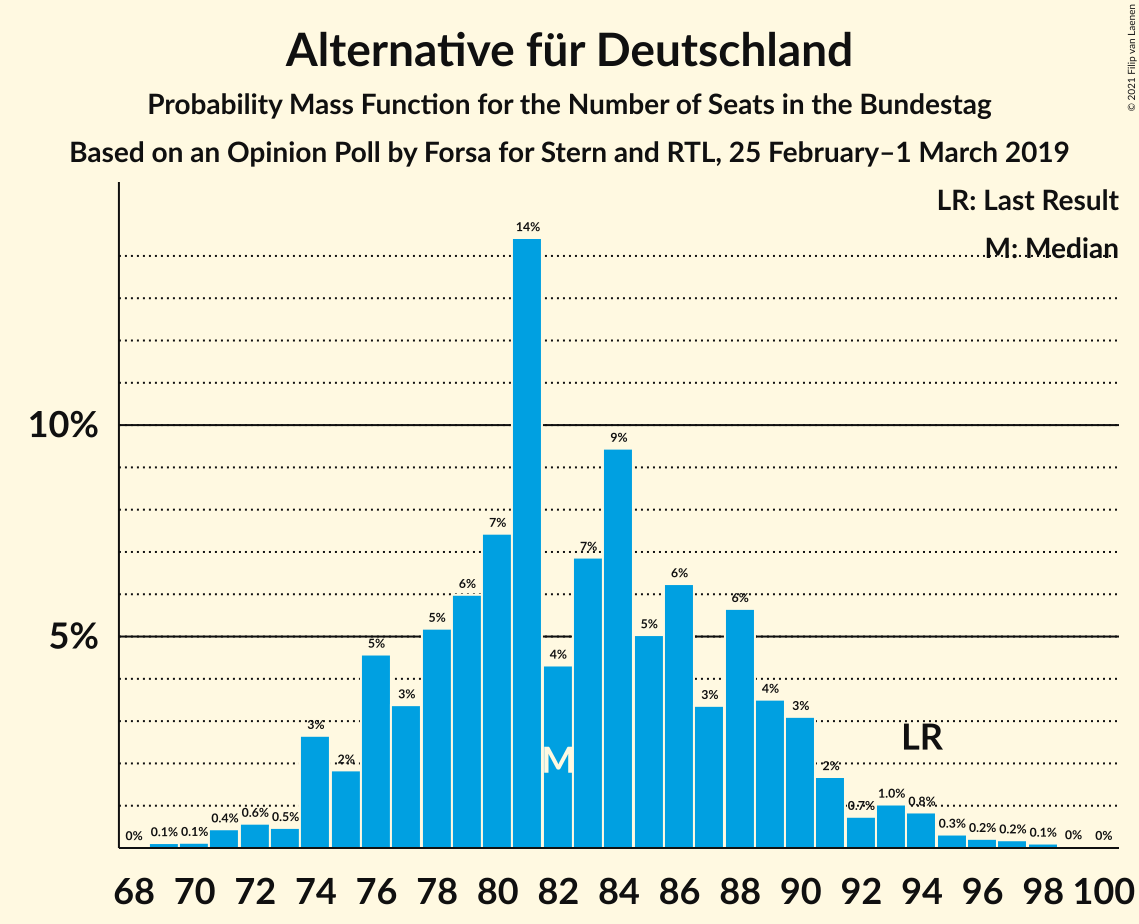 © 2021 Filip van Laenen
Alternative für Deutschland
Probability Mass Function for the Number of Seats in the Bundestag
Based on an Opinion Poll by Forsa for Stern and RTL, 25 February–1 March 2019
LR: Last Result
M: Median
10%
5%
0% 0.1% 0.1% 0.4% 0.6% 0.5% 3% 2% 5% 3% 5% 6% 7% 14% 4% 7% 9% 5% 6% 3% 6% 4% 3% 2% 0.7% 1.0% 0.8% 0.3% 0.2% 0.2% 0.1% 0% 0%
LR
M
68 70 72 74 76 78 80 82 84 86 88 90 92 94 96 98 100